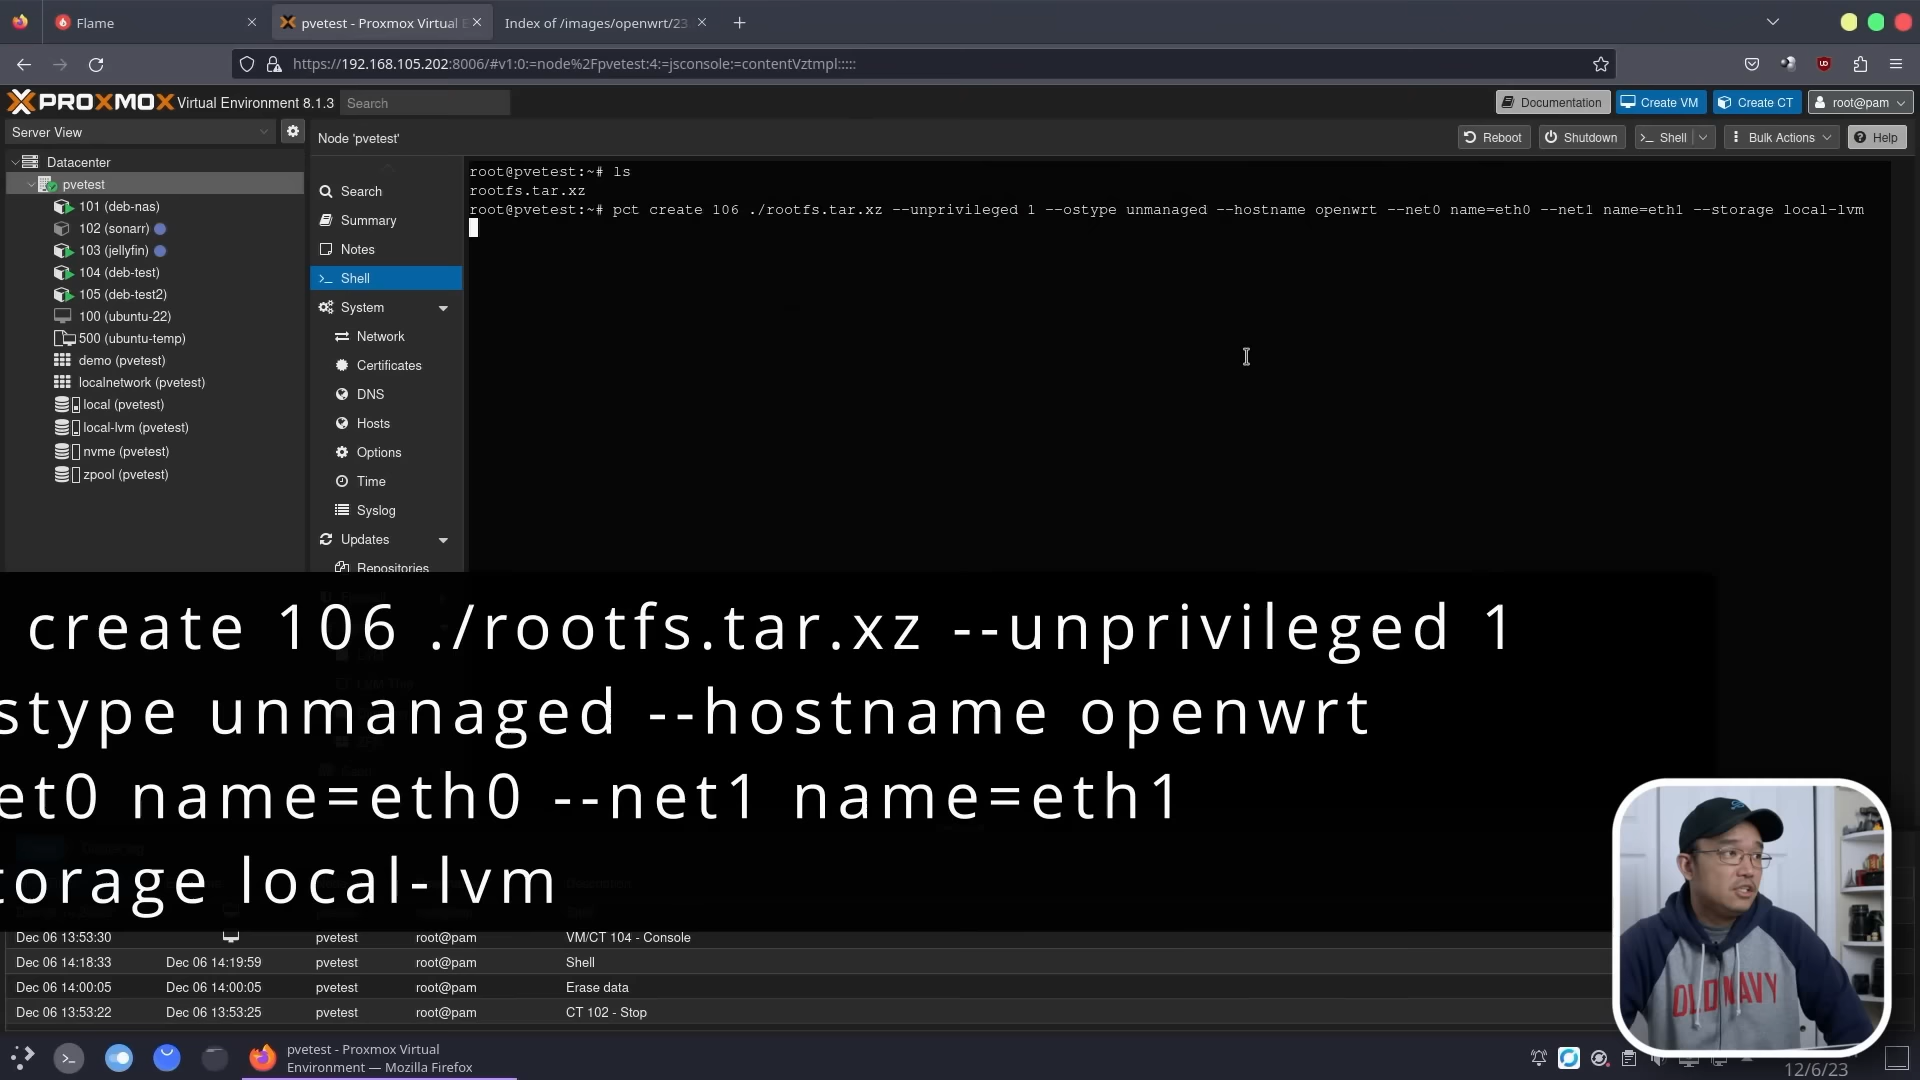 Flame
pvetest - Proxmox Virtual E
Index of /images/openwrt/23
https://192.168.105.202:8006/#v1:0:=node%2Fpvetest:4:=jsconsole:=contentVztmpl:::::
PROXMOX Virtual Environment 8.1.3
Search
Documentation
Create VM
Create CT
root@pam
Server View
Node 'pvetest'
Reboot
Shutdown
Shell
Bulk Actions
Help
Datacenter
pvetest
101 (deb-nas)
102 (sonarr)
103 (jellyfin)
104 (deb-test)
105 (deb-test2)
100 (ubuntu-22)
500 (ubuntu-temp)
demo (pvetest)
localnetwork (pvetest)
local (pvetest)
local-lvm (pvetest)
nvme (pvetest)
zpool (pvetest)
Search
Summary
Notes
Shell
System
Network
Certificates
DNS
Hosts
Options
Time
Syslog
Updates
Repositories
root@pvetest:~# ls
rootfs.tar.xz
root@pvetest:~# pct create 106 ./rootfs.tar.xz --unprivileged 1 --ostype unmanaged --hostname openwrt --net0 name=eth0 --net1 name=eth1 --storage local-lvm
create 106 ./rootfs.tar.xz --unprivileged 1
stype unmanaged --hostname openwrt
et0 name=eth0 --net1 name=eth1
torage local-lvm
Dec 06 13:53:30 pvetest root@pam VM/CT 104 - Console
Dec 06 14:18:33 Dec 06 14:19:59 pvetest root@pam Shell
Dec 06 14:00:05 Dec 06 14:00:05 pvetest root@pam Erase data
Dec 06 13:53:22 Dec 06 13:53:25 pvetest root@pam CT 102 - Stop
OLD NAVY
pvetest - Proxmox Virtual
Environment — Mozilla Firefox
12/6/23